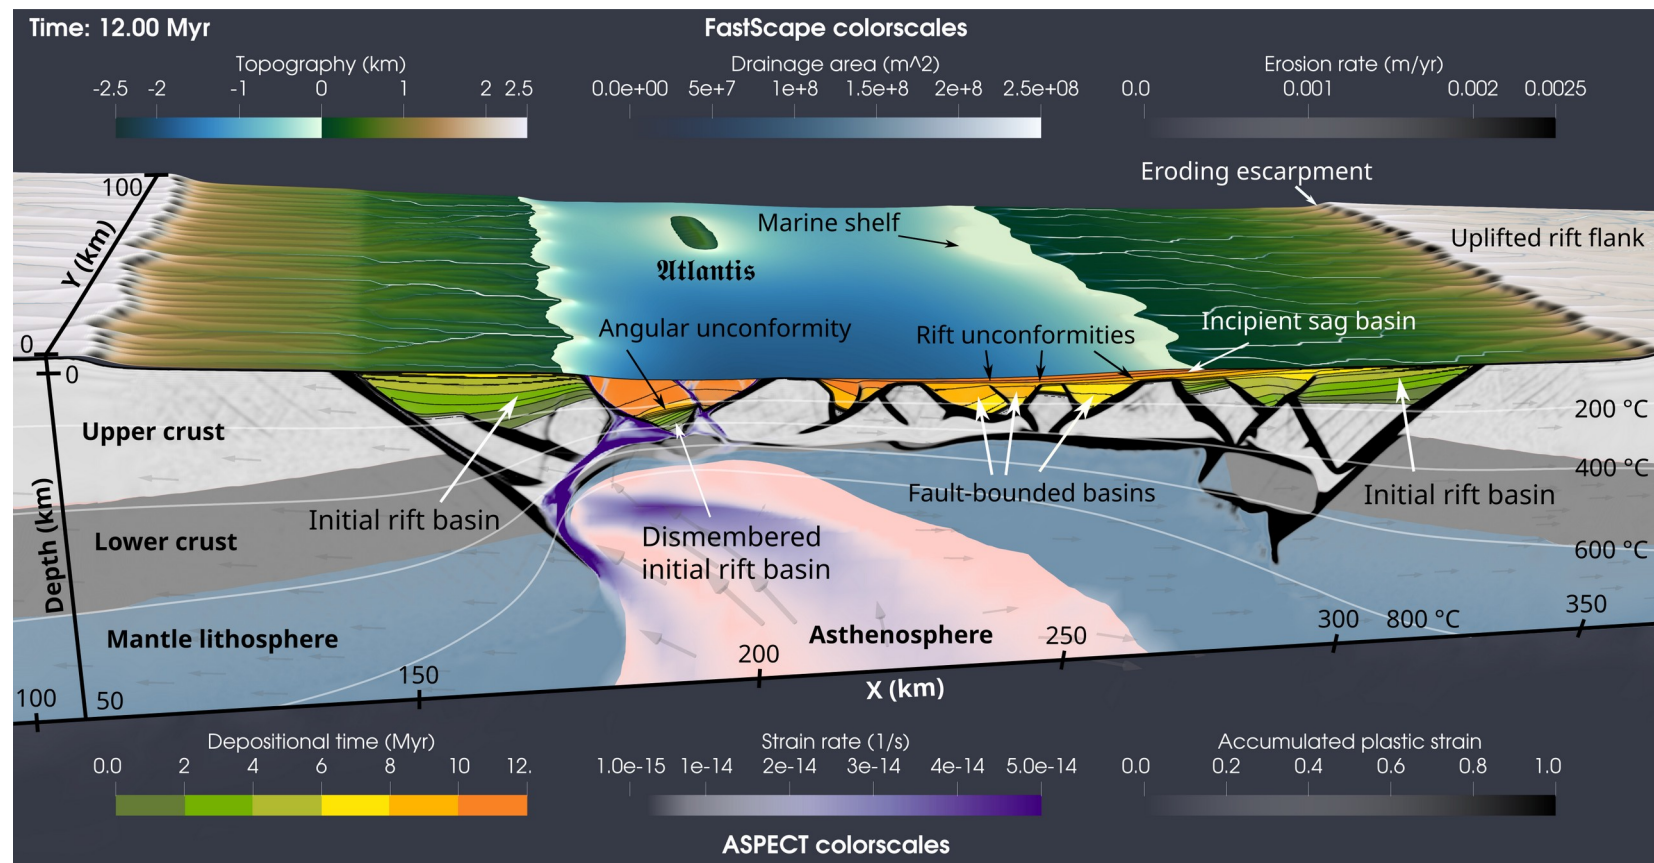 Time: 12.00 Myr
FastScape colorscales
Topography (km)
-2.5 -2 -1 0 1 2 2.5
Drainage area (m^2)
0.0e+00 5e+7 1e+8 1.5e+8 2e+8 2.5e+08
Erosion rate (m/yr)
0.0 0.001 0.002 0.0025
Eroding escarpment
100
Y (km)
0
Marine shelf
Uplifted rift flank
Atlantis
Angular unconformity
Rift unconformities
Incipient sag basin
0
Upper crust
200 °C
400 °C
Initial rift basin
Fault-bounded basins
Initial rift basin
Depth (km)
Lower crust
Dismembered
initial rift basin
600 °C
Mantle lithosphere
Asthenosphere
800 °C
100
50
150
200
250
300
350
X (km)
Depositional time (Myr)
0.0 2 4 6 8 10 12.
Strain rate (1/s)
1.0e-15 1e-14 2e-14 3e-14 4e-14 5.0e-14
Accumulated plastic strain
0.0 0.2 0.4 0.6 0.8 1.0
ASPECT colorscales